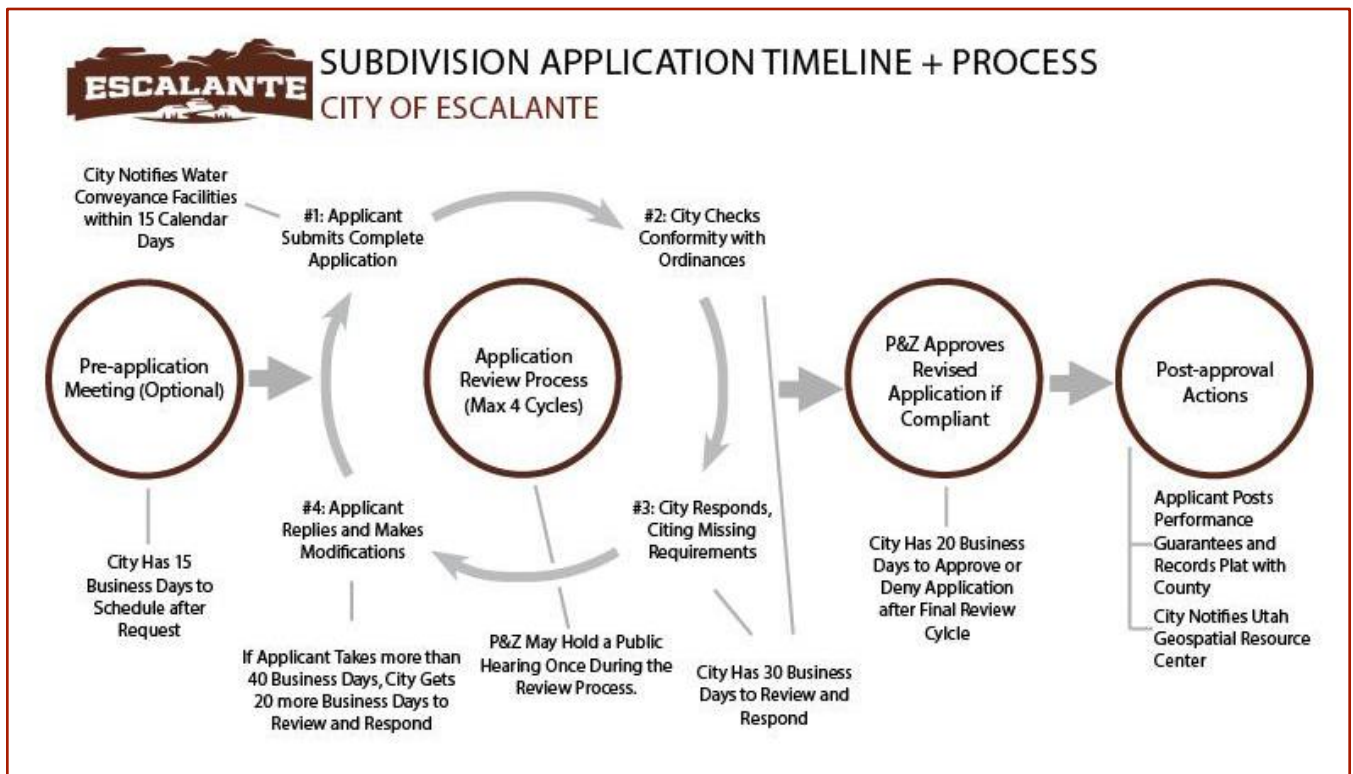 ESCALANTE
SUBDIVISION APPLICATION TIMELINE + PROCESS
CITY OF ESCALANTE
City Notifies Water
Conveyance Facilities
within 15 Calendar
Days
#1: Applicant
Submits Complete
Application
#2: City Checks
Conformity with
Ordinances
Pre-application
Meeting (Optional)
Application
Review Process
(Max 4 Cycles)
P&Z Approves
Revised
Application if
Compliant
Post-approval
Actions
#4: Applicant
Replies and Makes
Modifications
#3: City Responds,
Citing Missing
Requirements
City Has 15
Business Days to
Schedule after
Request
If Applicant Takes more than
40 Business Days, City Gets
20 more Business Days to
Review and Respond
P&Z May Hold a Public
Hearing Once During the
Review Process.
City Has 30 Business
Days to Review and
Respond
City Has 20 Business
Days to Approve or
Deny Application
after Final Review
Cylcle
Applicant Posts
Performance
Guarantees and
Records Plat with
County
City Notifies Utah
Geospatial Resource
Center